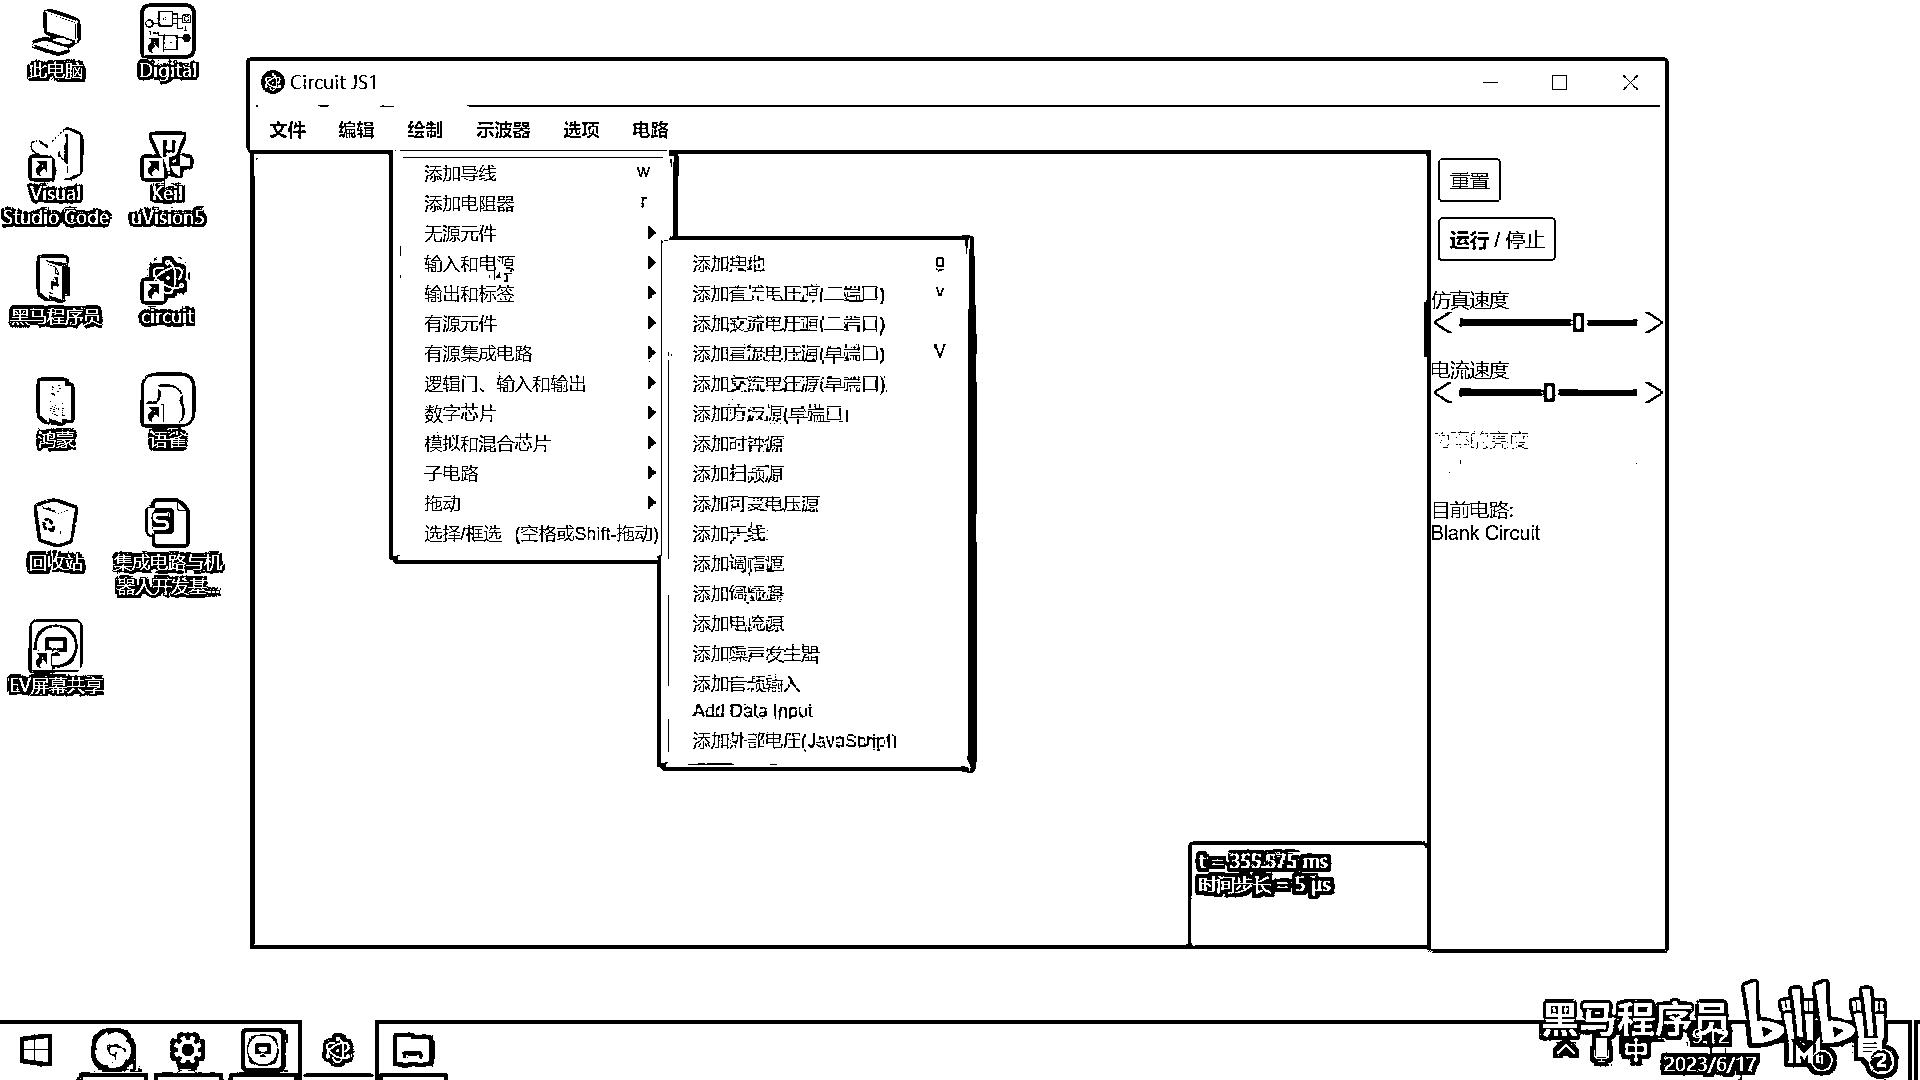 此电脑
Digital
Visual
Studio Code
Keil
uVision5
黑马程序员
circuit
鸿蒙
语雀
回收站
集成电路与机
器人开发基...
EV屏幕共享
Circuit JS1
文件 编辑 绘制 示波器 选项 电路
添加导线 w
添加电阻器 r
无源元件
输入和电源
输出和标签
有源元件
有源集成电路
逻辑门、输入和输出
数字芯片
模拟和混合芯片
子电路
拖动
选择/框选 (空格或Shift-拖动)
添加接地 g
添加直流电压源(二端口) v
添加交流电压源(二端口)
添加直流电压源(单端口) V
添加交流电压源(单端口)
添加方波源(单端口)
添加时钟源
添加扫频源
添加可变电压源
添加天线
添加调幅源
添加调频源
添加电流源
添加噪声发生器
添加音频输入
Add Data Input
添加外部电压(JavaScript)
重置
运行 / 停止
仿真速度
电流速度
功率的亮度
目前电路:
Blank Circuit
t = 355.575 ms
时间步长 = 5 μs
黑马程序员 bilibili
中
9:12
2023/6/17